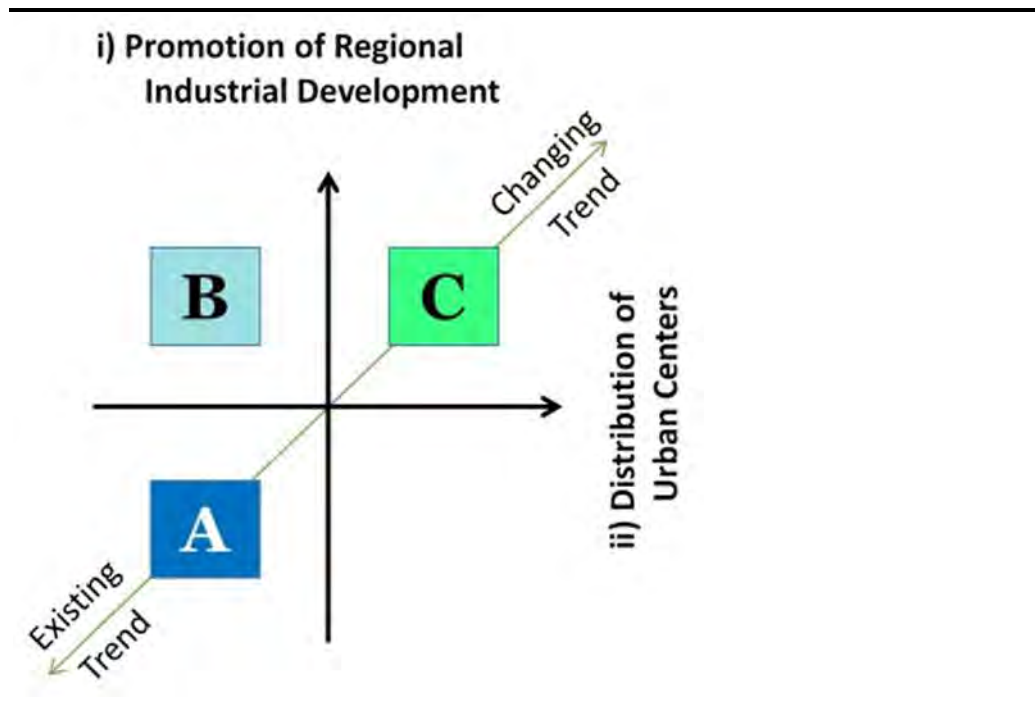 i) Promotion of Regional
Industrial Development
Changing
Trend
B
C
ii) Distribution of
Urban Centers
A
Existing
Trend